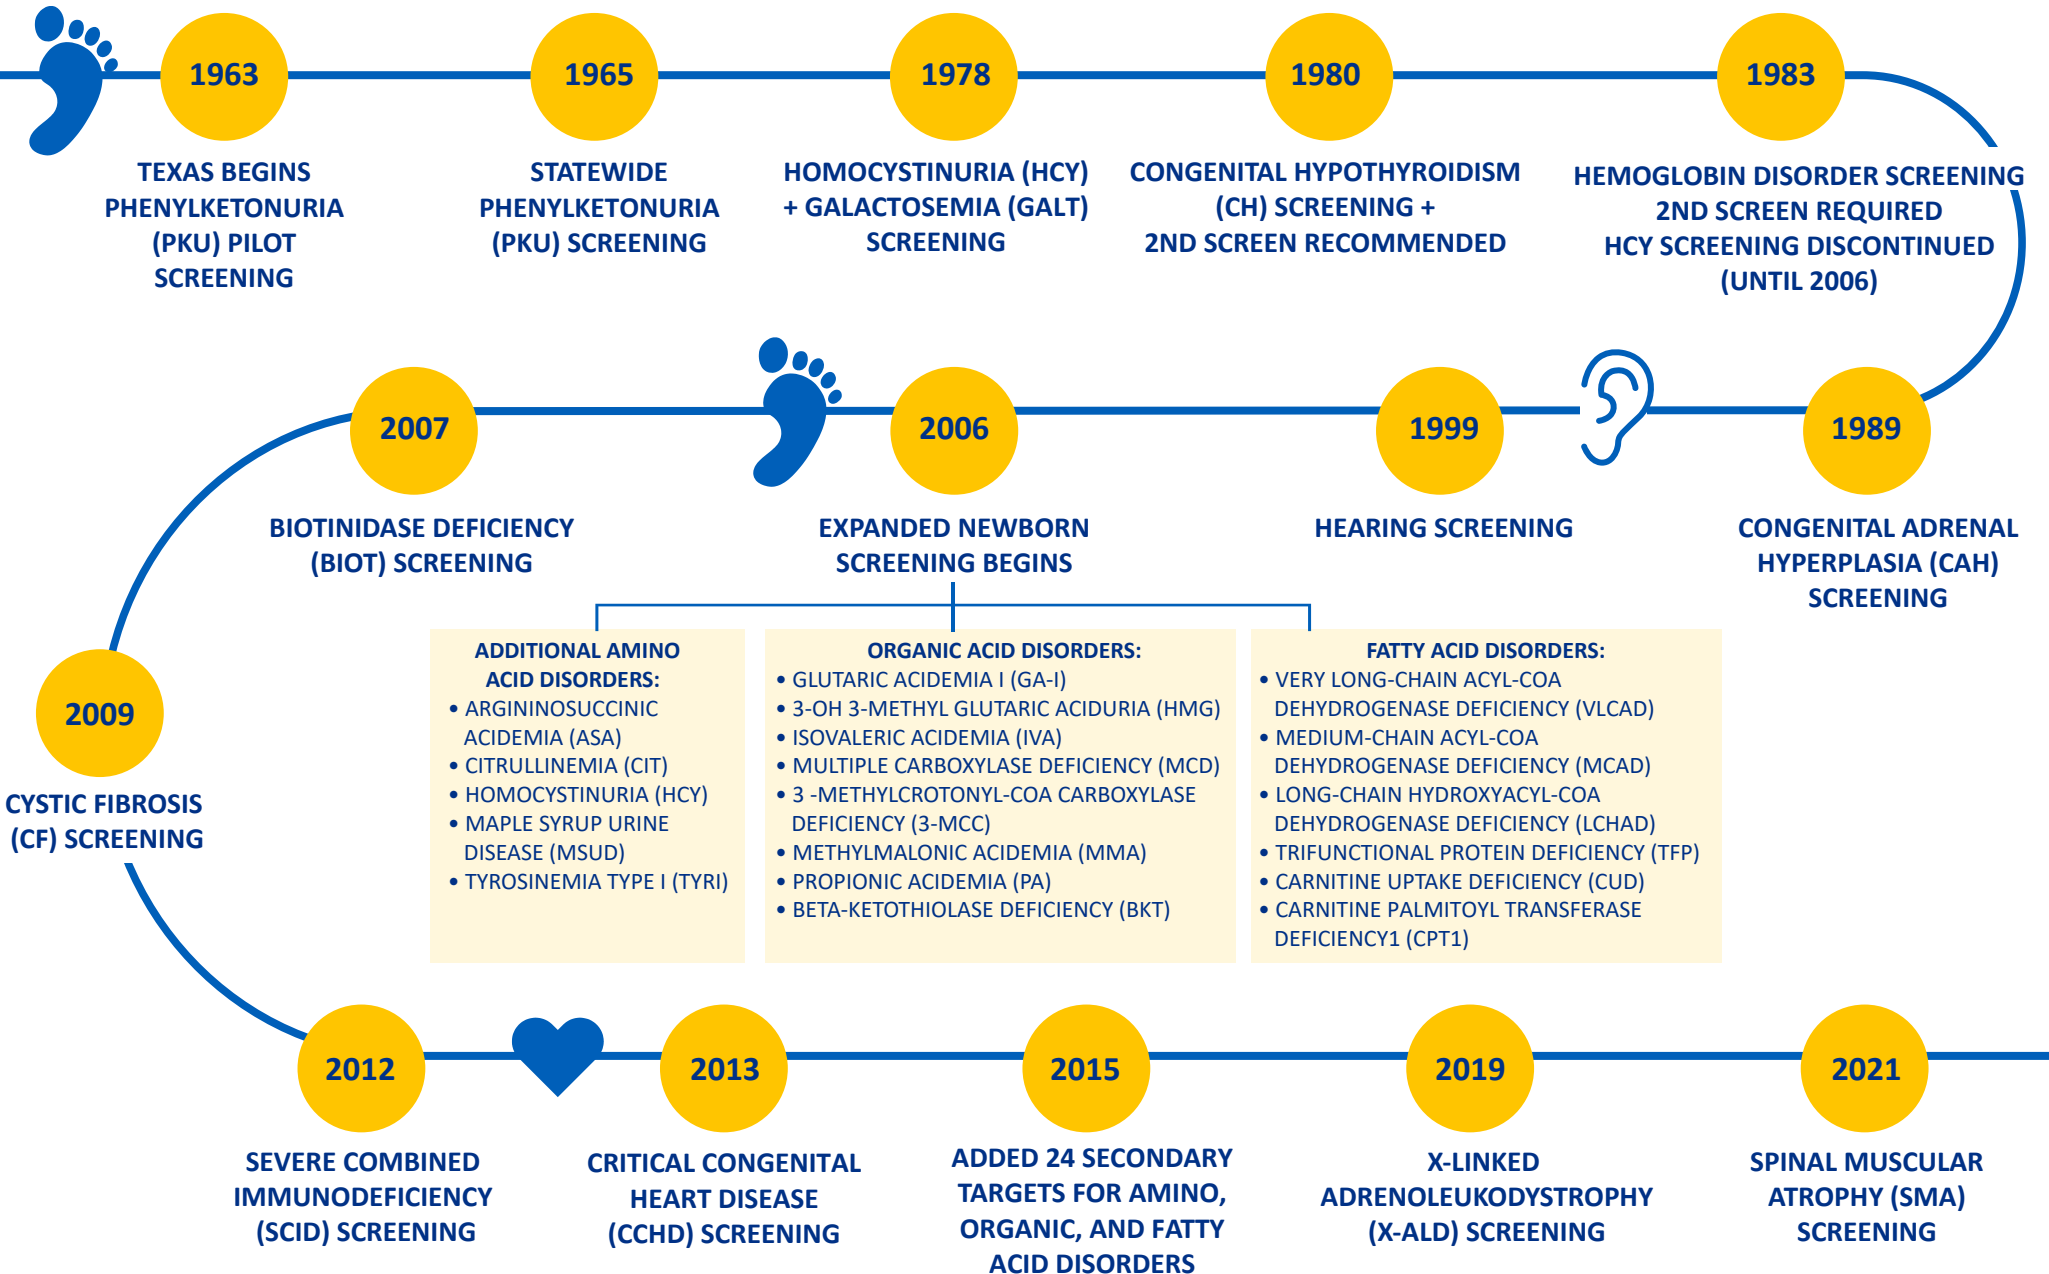 1963
TEXAS BEGINS
PHENYLKETONURIA
(PKU) PILOT
SCREENING
1965
STATEWIDE
PHENYLKETONURIA
(PKU) SCREENING
1978
HOMOCYSTINURIA (HCY)
+ GALACTOSEMIA (GALT)
SCREENING
1980
CONGENITAL HYPOTHYROIDISM
(CH) SCREENING +
2ND SCREEN RECOMMENDED
1983
HEMOGLOBIN DISORDER SCREENING
2ND SCREEN REQUIRED
HCY SCREENING DISCONTINUED
(UNTIL 2006)
1989
CONGENITAL ADRENAL
HYPERPLASIA (CAH)
SCREENING
1999
HEARING SCREENING
2006
EXPANDED NEWBORN
SCREENING BEGINS
ADDITIONAL AMINO
ACID DISORDERS:
• ARGININOSUCCINIC
ACIDEMIA (ASA)
• CITRULLINEMIA (CIT)
• HOMOCYSTINURIA (HCY)
• MAPLE SYRUP URINE
DISEASE (MSUD)
• TYROSINEMIA TYPE I (TYRI)
ORGANIC ACID DISORDERS:
• GLUTARIC ACIDEMIA I (GA-I)
• 3-OH 3-METHYL GLUTARIC ACIDURIA (HMG)
• ISOVALERIC ACIDEMIA (IVA)
• MULTIPLE CARBOXYLASE DEFICIENCY (MCD)
• 3 -METHYLCROTONYL-COA CARBOXYLASE
DEFICIENCY (3-MCC)
• METHYLMALONIC ACIDEMIA (MMA)
• PROPIONIC ACIDEMIA (PA)
• BETA-KETOTHIOLASE DEFICIENCY (BKT)
FATTY ACID DISORDERS:
• VERY LONG-CHAIN ACYL-COA
DEHYDROGENASE DEFICIENCY (VLCAD)
• MEDIUM-CHAIN ACYL-COA
DEHYDROGENASE DEFICIENCY (MCAD)
• LONG-CHAIN HYDROXYACYL-COA
DEHYDROGENASE DEFICIENCY (LCHAD)
• TRIFUNCTIONAL PROTEIN DEFICIENCY (TFP)
• CARNITINE UPTAKE DEFICIENCY (CUD)
• CARNITINE PALMITOYL TRANSFERASE
DEFICIENCY1 (CPT1)
2007
BIOTINIDASE DEFICIENCY
(BIOT) SCREENING
2009
CYSTIC FIBROSIS
(CF) SCREENING
2012
SEVERE COMBINED
IMMUNODEFICIENCY
(SCID) SCREENING
2013
CRITICAL CONGENITAL
HEART DISEASE
(CCHD) SCREENING
2015
ADDED 24 SECONDARY
TARGETS FOR AMINO,
ORGANIC, AND FATTY
ACID DISORDERS
2019
X-LINKED
ADRENOLEUKODYSTROPHY
(X-ALD) SCREENING
2021
SPINAL MUSCULAR
ATROPHY (SMA)
SCREENING